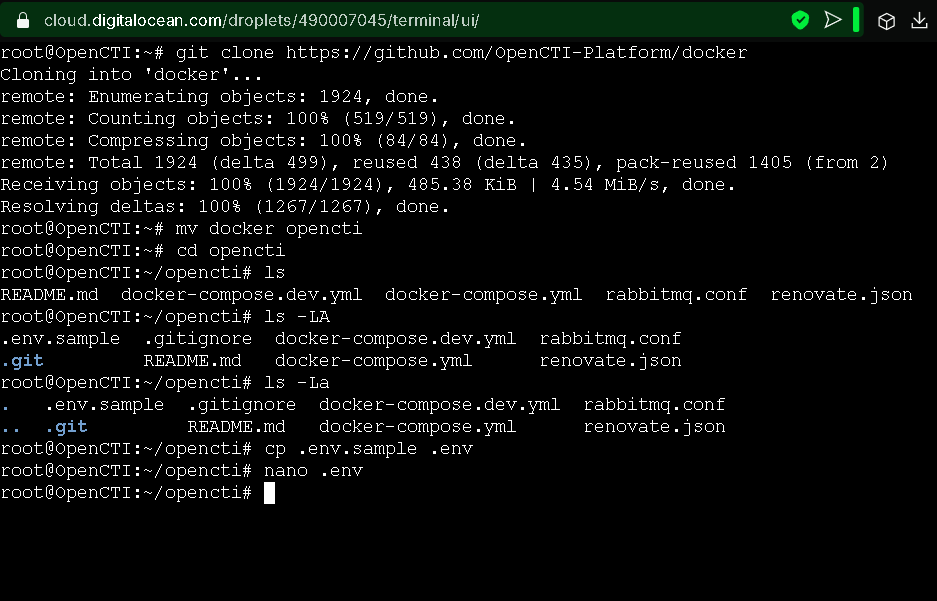 cloud.digitalocean.com/droplets/490007045/terminal/ui/
root@OpenCTI:~# git clone https://github.com/OpenCTI-Platform/docker
Cloning into 'docker'...
remote: Enumerating objects: 1924, done.
remote: Counting objects: 100% (519/519), done.
remote: Compressing objects: 100% (84/84), done.
remote: Total 1924 (delta 499), reused 438 (delta 435), pack-reused 1405 (from 2)
Receiving objects: 100% (1924/1924), 485.38 KiB | 4.54 MiB/s, done.
Resolving deltas: 100% (1267/1267), done.
root@OpenCTI:~# mv docker opencti
root@OpenCTI:~# cd opencti
root@OpenCTI:~/opencti# ls
README.md  docker-compose.dev.yml  docker-compose.yml  rabbitmq.conf  renovate.json
root@OpenCTI:~/opencti# ls -LA
.env.sample  .gitignore  docker-compose.dev.yml  rabbitmq.conf
.git         README.md   docker-compose.yml      renovate.json
root@OpenCTI:~/opencti# ls -La
.   .env.sample  .gitignore  docker-compose.dev.yml  rabbitmq.conf
..  .git         README.md   docker-compose.yml      renovate.json
root@OpenCTI:~/opencti# cp .env.sample .env
root@OpenCTI:~/opencti# nano .env
root@OpenCTI:~/opencti#